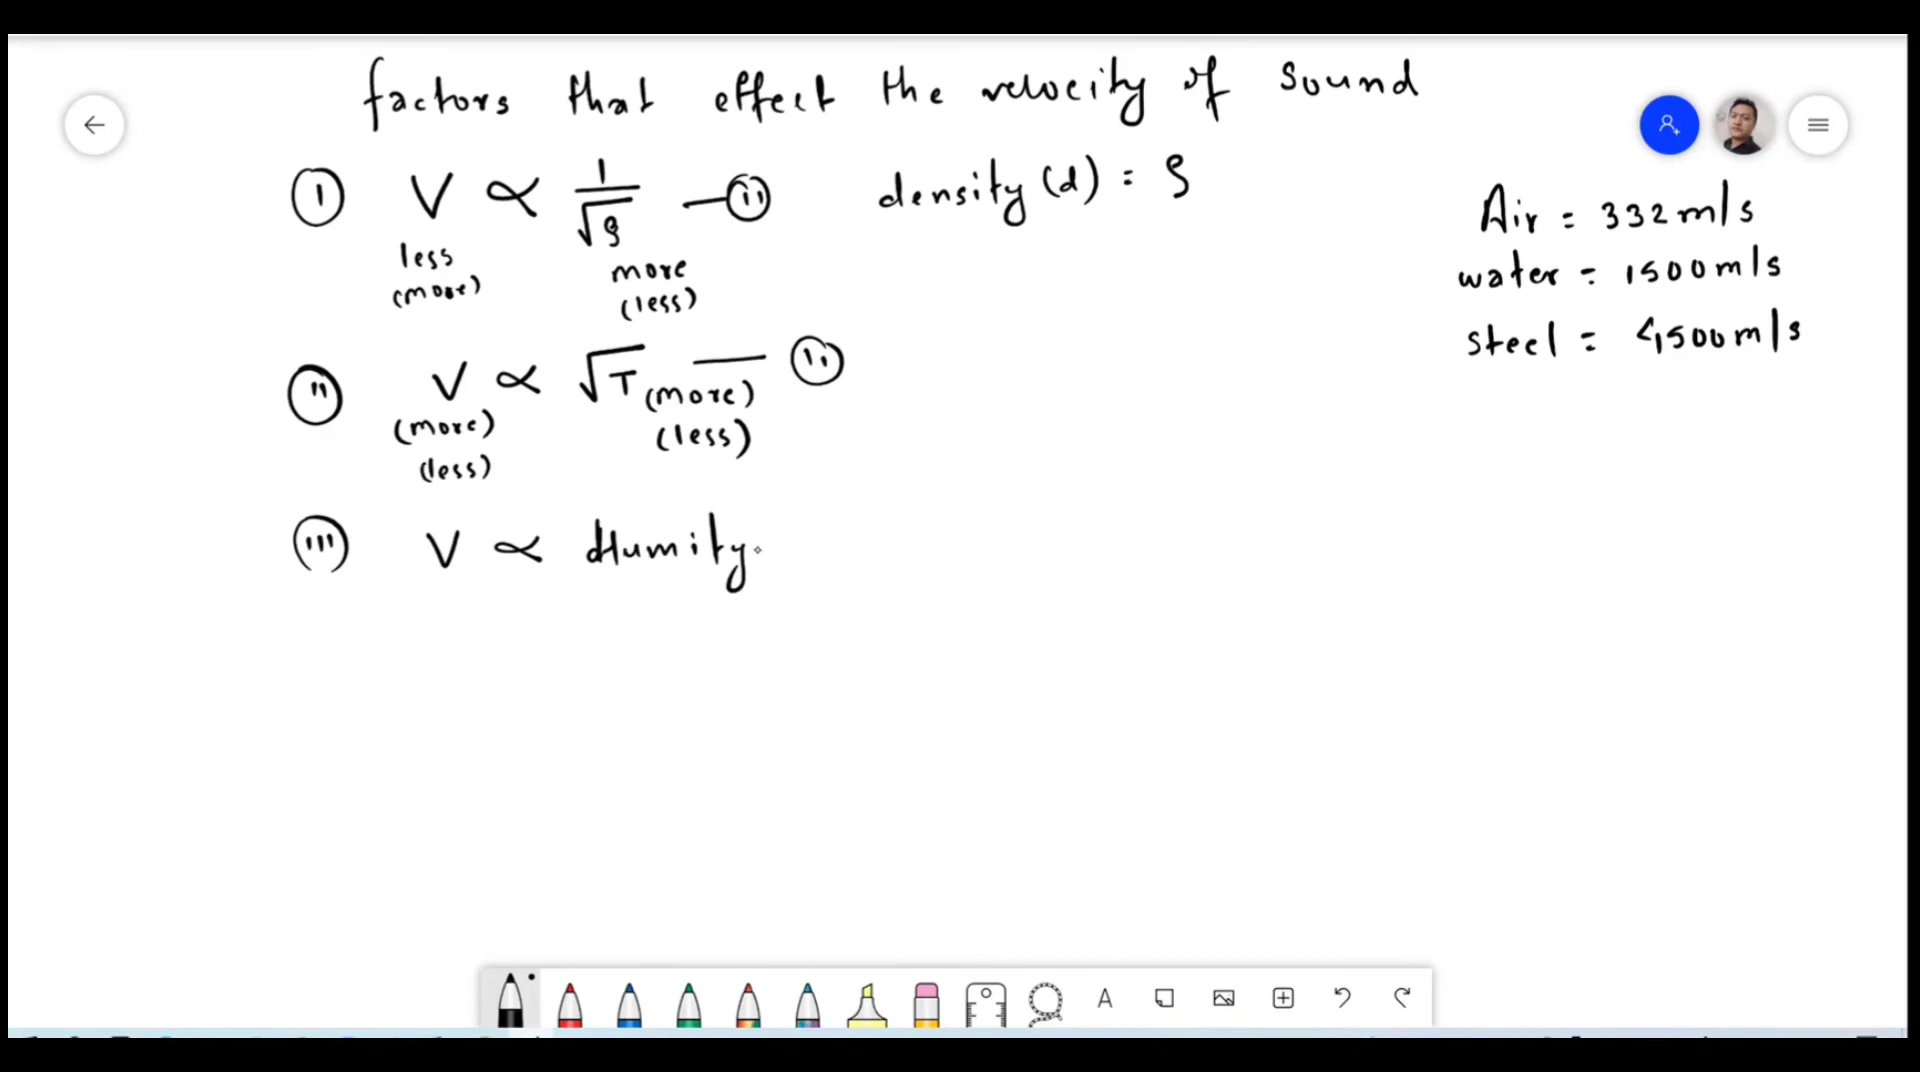 factors that effect the velocity of sound
(i) V ∝ 1/√ρ — (ii) density (d) = ρ
less more
(more) (less)
(ii) V ∝ √T (more) — (ii)
(more) (less)
(less)
(iii) V ∝ Humity.
Air = 332 m/s
water = 1500 m/s
steel = 4500 m/s
A